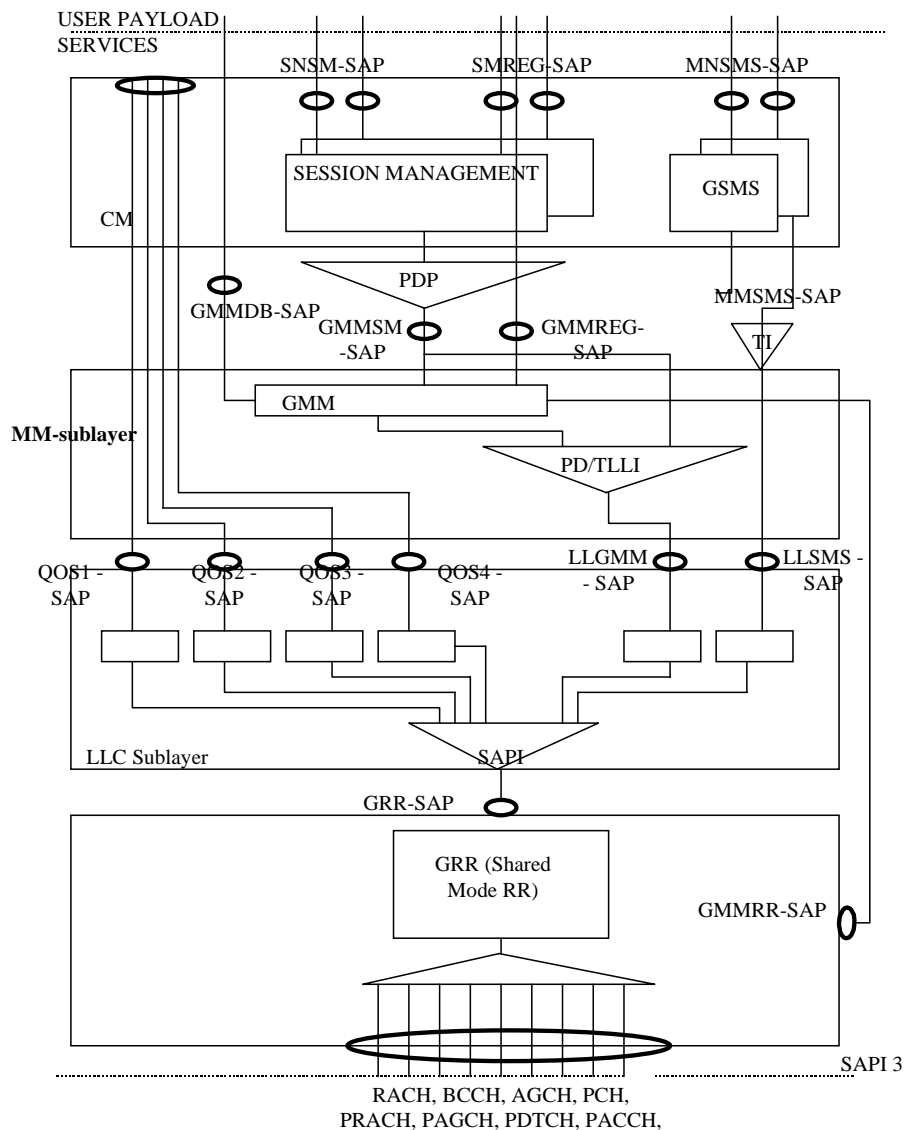 USER PAYLOAD
SERVICES
SNSM-SAP
SMREG-SAP
MNSMS-SAP
SESSION MANAGEMENT
GSMS
CM
PDP
GMMDB-SAP
MMSMS-SAP
GMMSM
-SAP
GMMREG-
SAP
TI
GMM
MM-sublayer
PD/TLLI
QOS1 -
SAP
QOS2 -
SAP
QOS3 -
SAP
QOS4 -
SAP
LLGMM
- SAP
LLSMS -
SAP
LLC Sublayer
SAPI
GRR-SAP
GRR (Shared
Mode RR)
GMMRR-SAP
SAPI 3
RACH, BCCH, AGCH, PCH,
PRACH, PAGCH, PDTCH, PACCH,